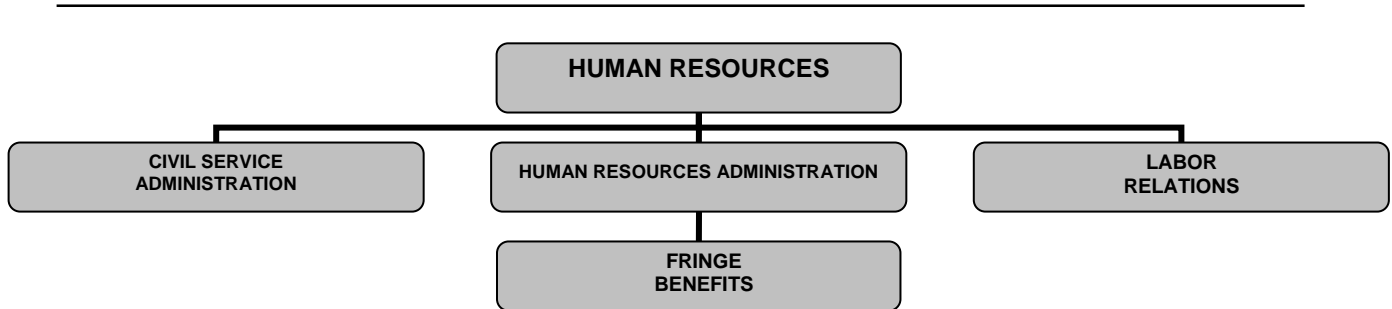 HUMAN RESOURCES
CIVIL SERVICE
ADMINISTRATION
HUMAN RESOURCES ADMINISTRATION
LABOR
RELATIONS
FRINGE
BENEFITS